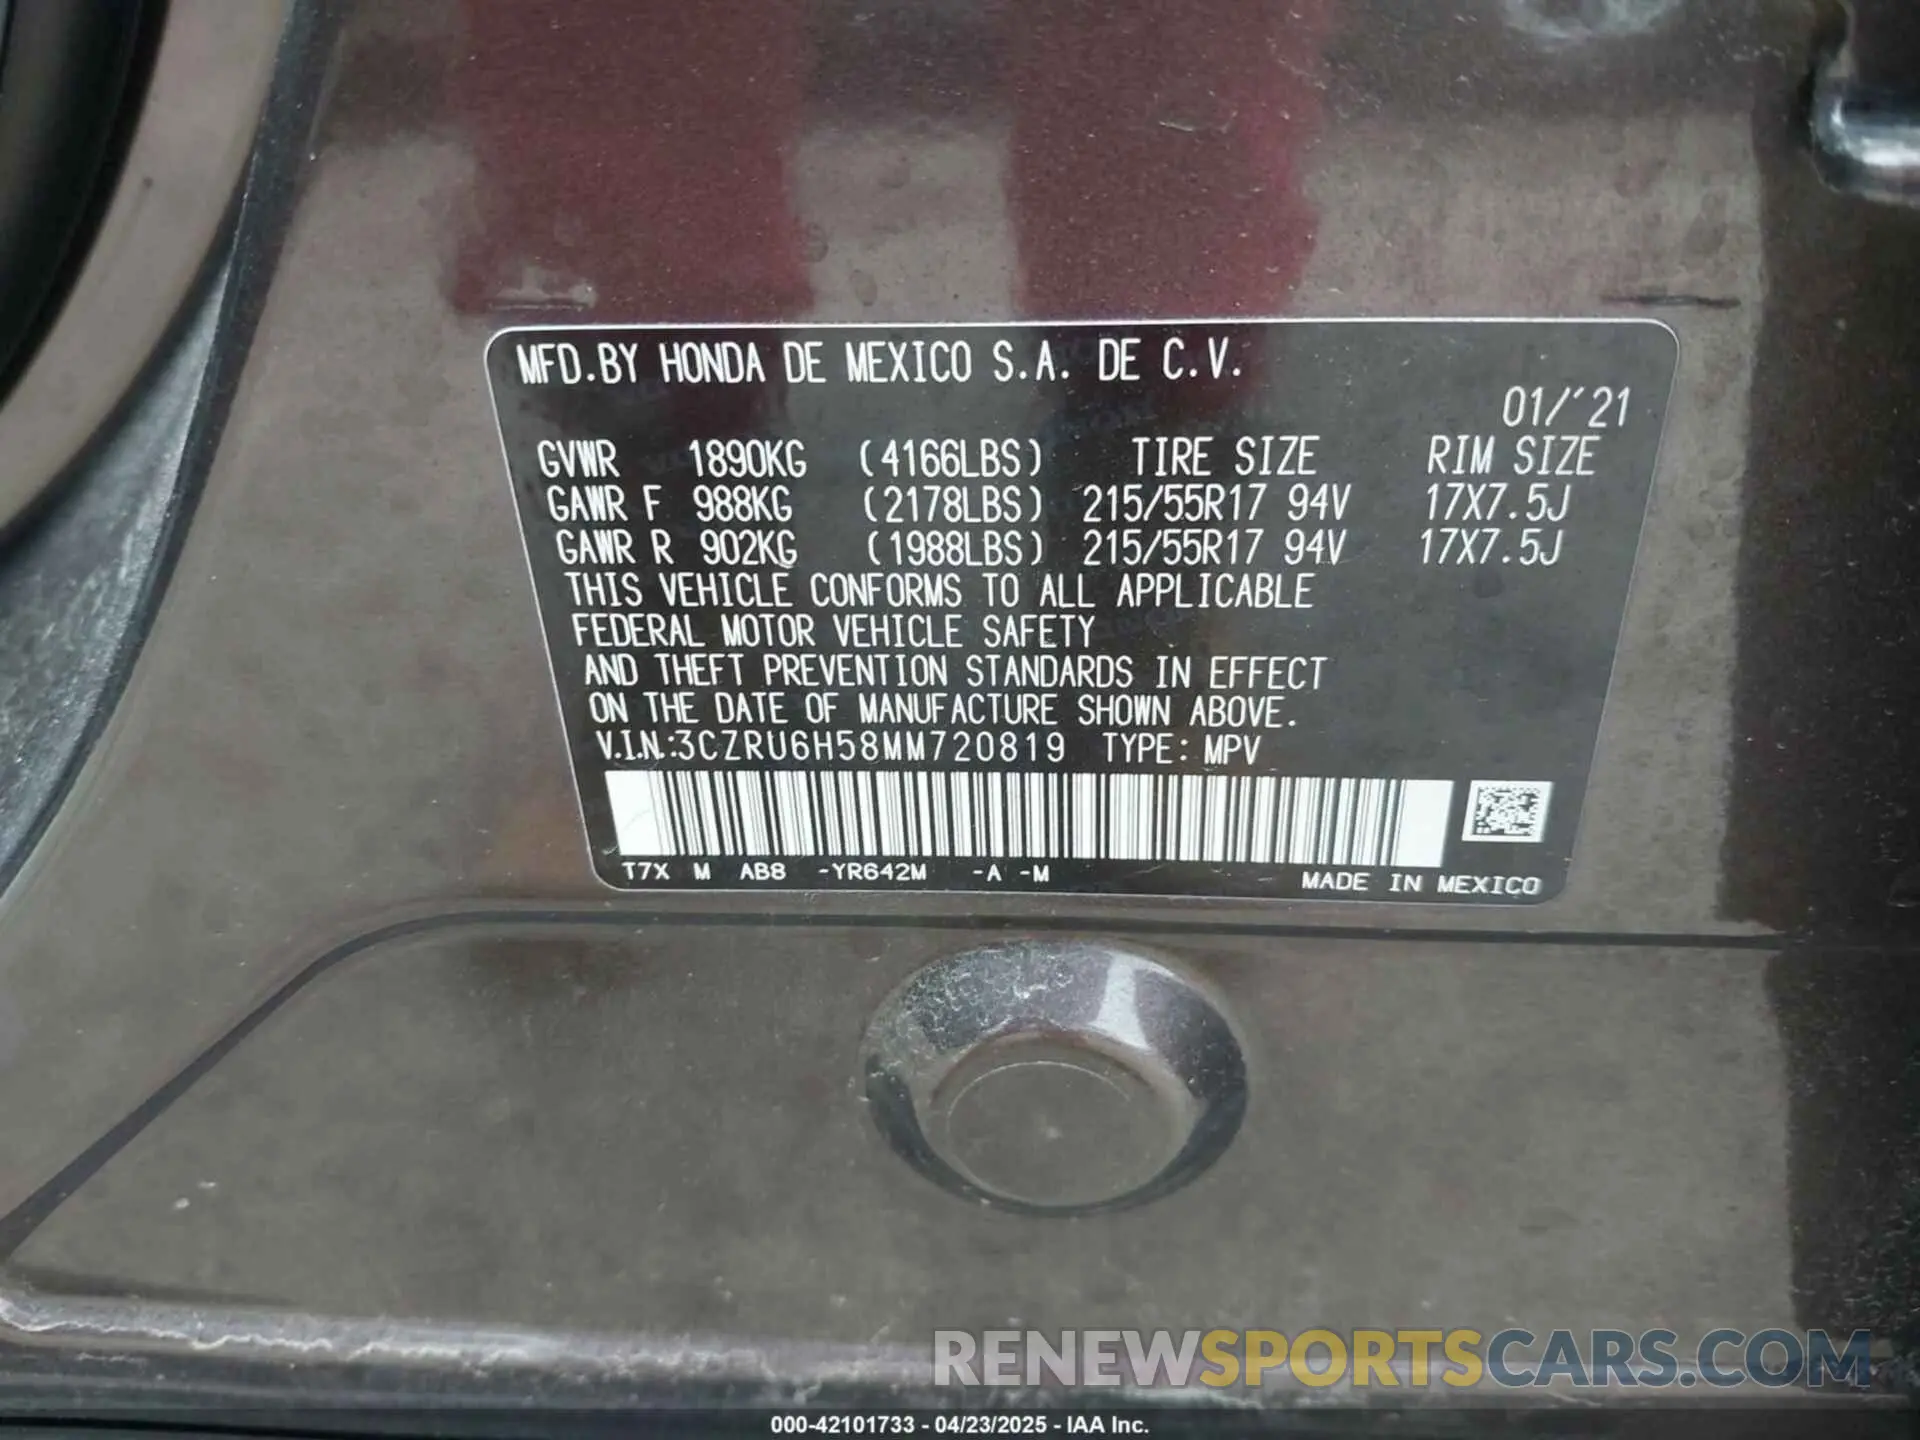 MFD.BY HONDA DE MEXICO S.A. DE C.V.
01/'21
GVWR 1890KG (4166LBS) TIRE SIZE RIM SIZE
GAWR F 988KG (2178LBS) 215/55R17 94V 17X7.5J
GAWR R 902KG (1988LBS) 215/55R17 94V 17X7.5J
THIS VEHICLE CONFORMS TO ALL APPLICABLE
FEDERAL MOTOR VEHICLE SAFETY
AND THEFT PREVENTION STANDARDS IN EFFECT
ON THE DATE OF MANUFACTURE SHOWN ABOVE.
V.I.N.:3CZRU6H58MM720819 TYPE: MPV
T7X M AB8 -YR642M -A -M
MADE IN MEXICO
RENEWSPORTSCARS.COM
000-42101733 - 04/23/2025 - IAA Inc.